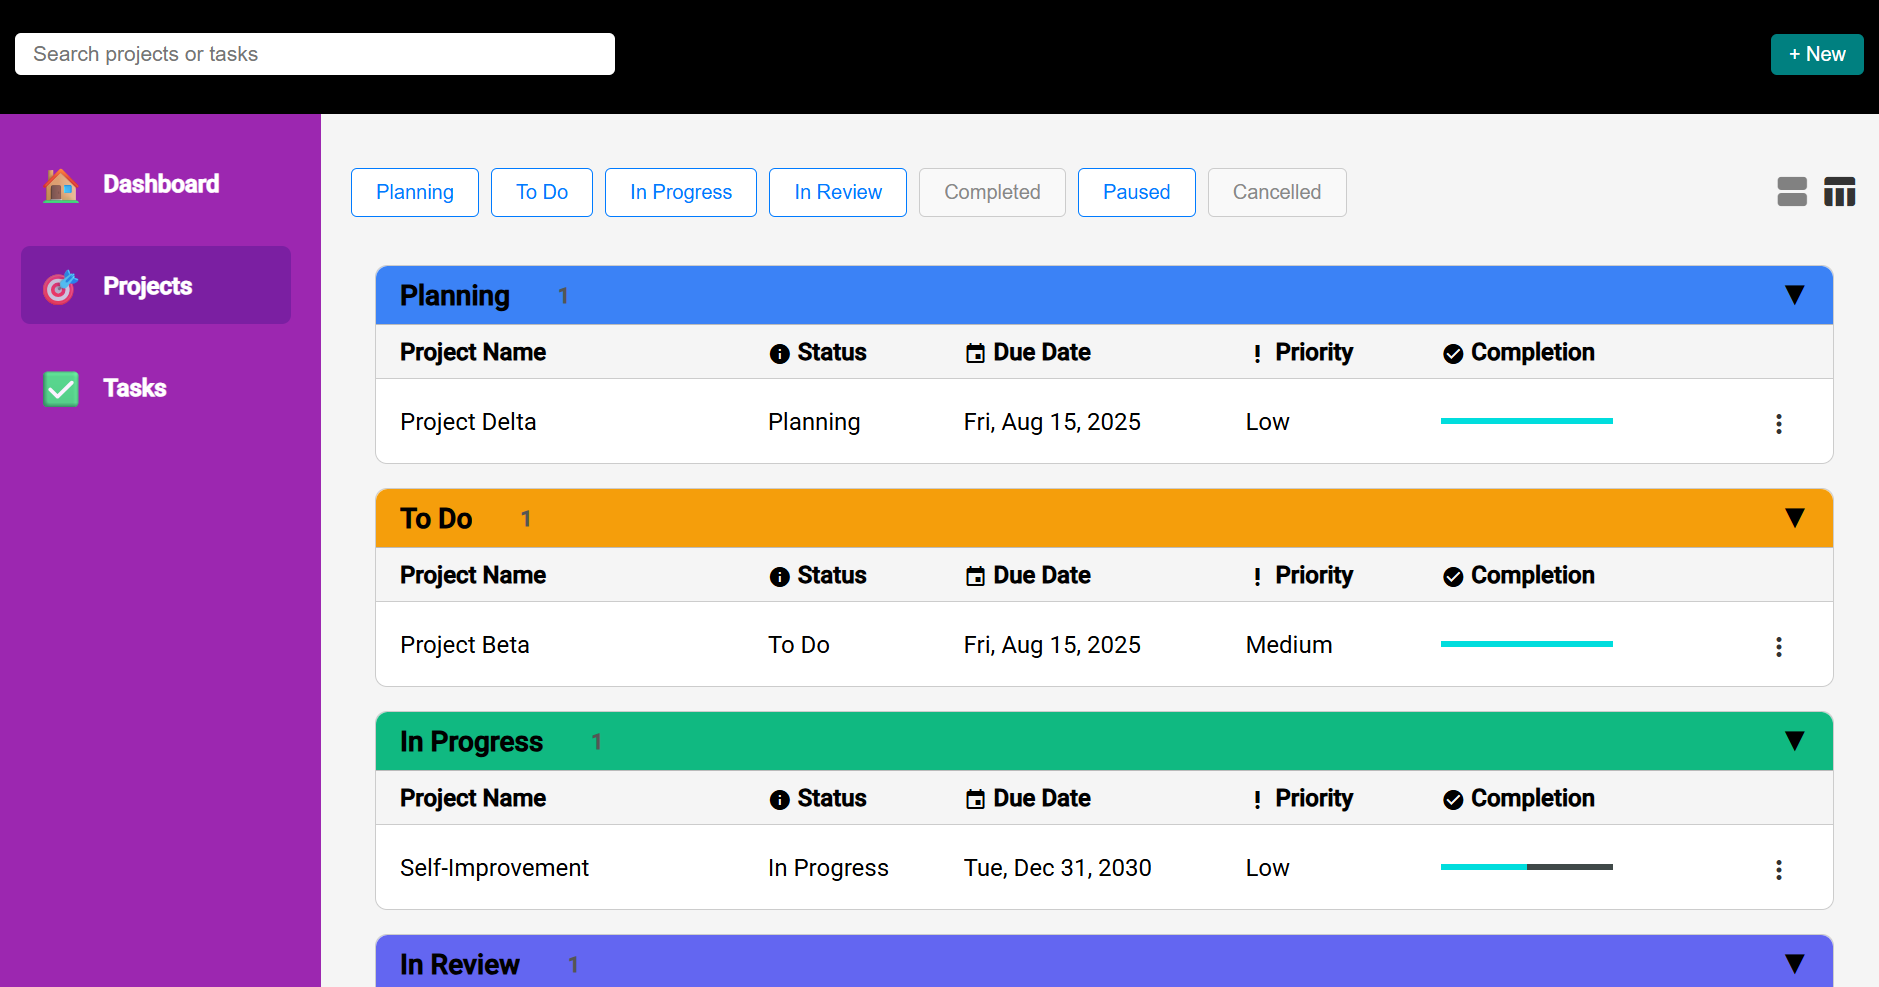 Search projects or tasks
+ New
Dashboard
Projects
Tasks
Planning To Do In Progress In Review Completed Paused Cancelled
Planning 1
Project Name Status Due Date Priority Completion
Project Delta Planning Fri, Aug 15, 2025 Low
To Do 1
Project Name Status Due Date Priority Completion
Project Beta To Do Fri, Aug 15, 2025 Medium
In Progress 1
Project Name Status Due Date Priority Completion
Self-Improvement In Progress Tue, Dec 31, 2030 Low
In Review 1